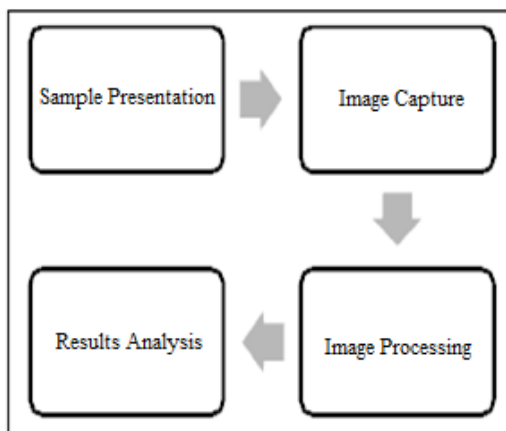 Sample Presentation
Image Capture
Image Processing
Results Analysis